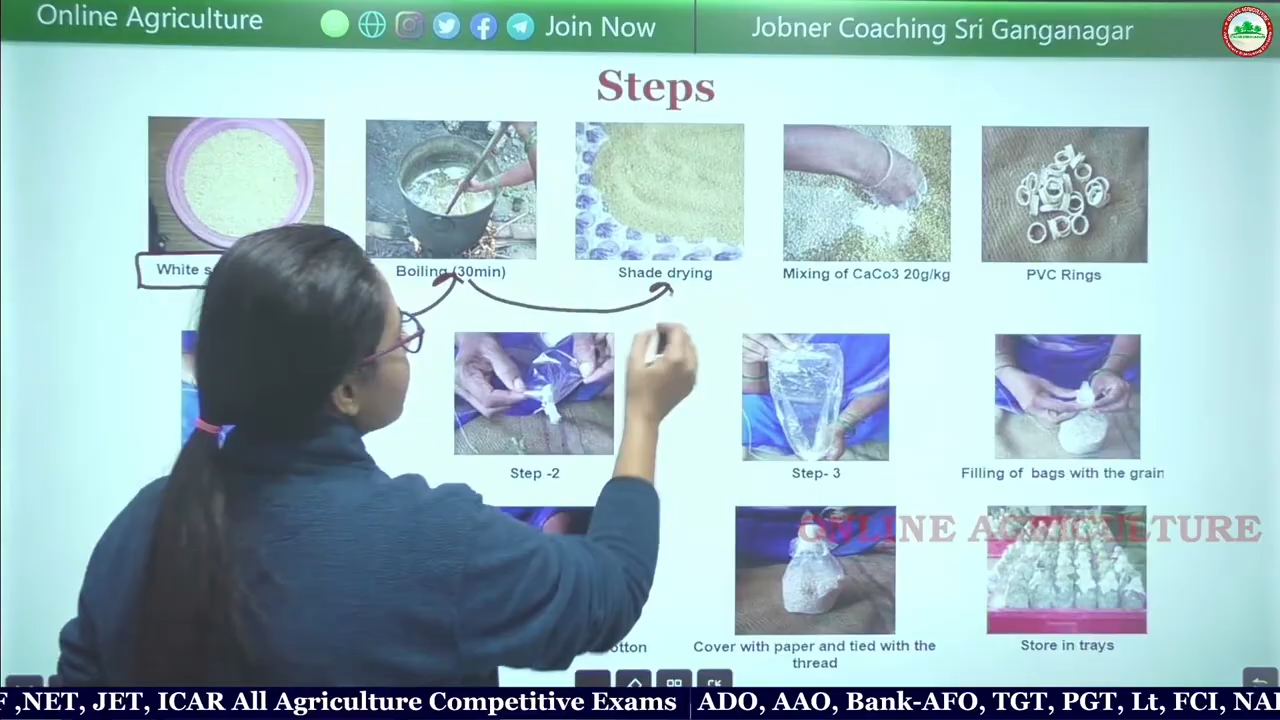 Online Agriculture
Join Now
Jobner Coaching Sri Ganganagar
Steps
White
Boiling (30min)
Shade drying
Mixing of CaCo3 20g/kg
PVC Rings
Step -2
Step- 3
Filling of bags with the grain
ONLINE AGRICULTURE
Cover with paper and tied with the
thread
Store in trays
,NET, JET, ICAR All Agriculture Competitive Exams
ADO, AAO, Bank-AFO, TGT, PGT, Lt, FCI,